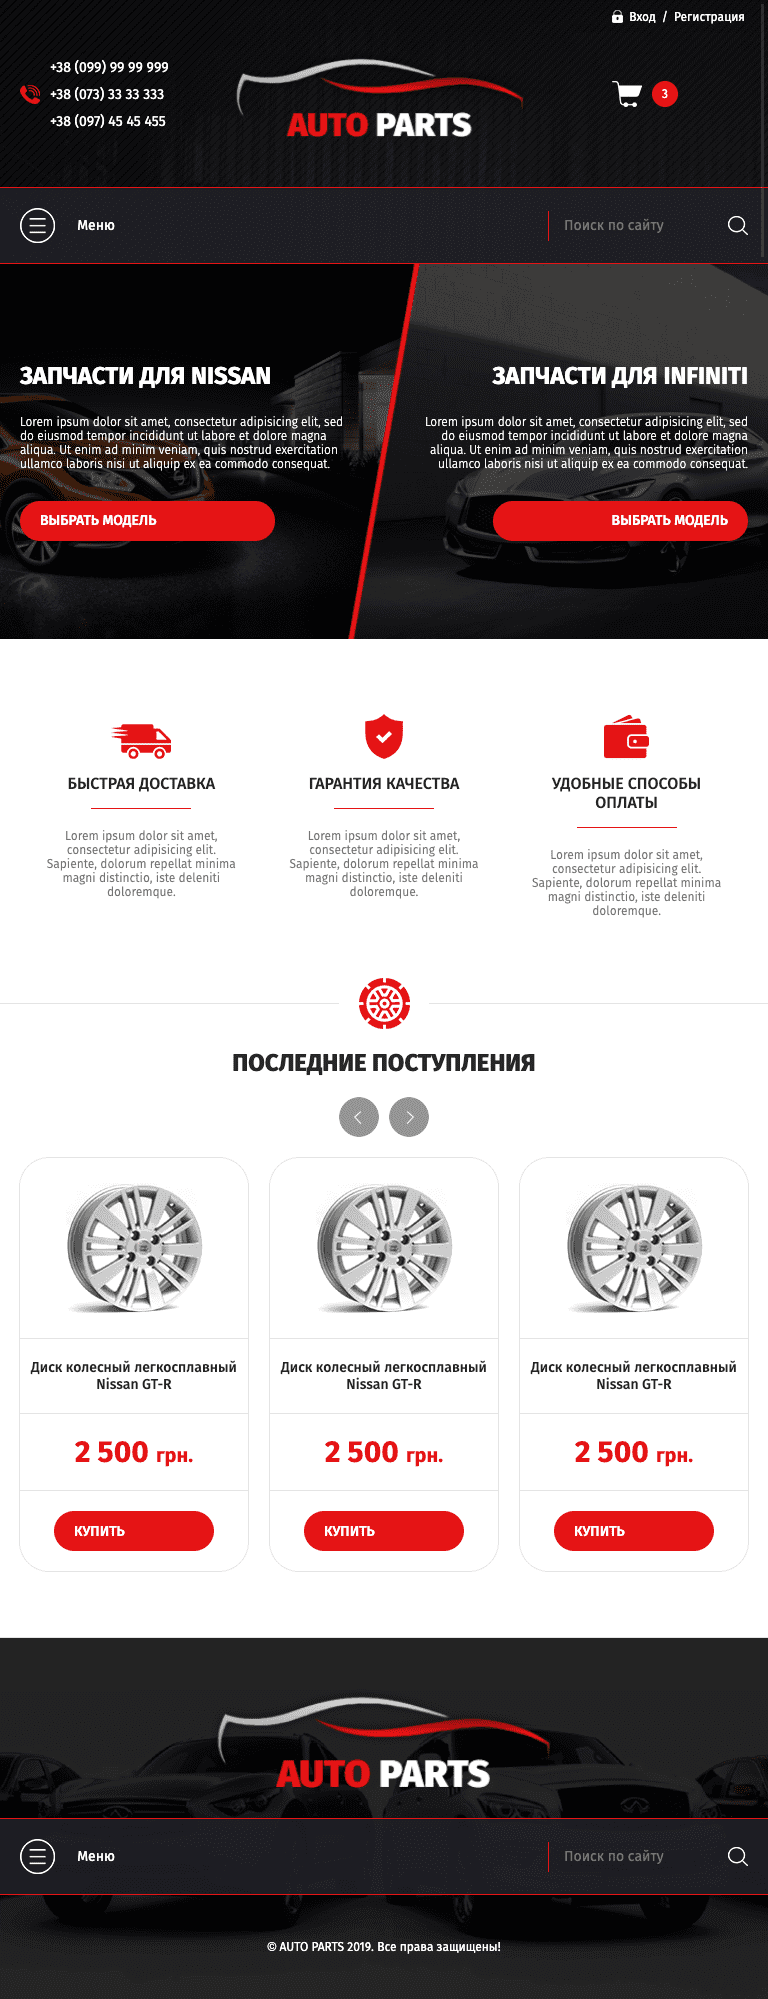 Вход / Регистрация
+38 (099) 99 99 999
+38 (073) 33 33 333
+38 (097) 45 45 455
AUTO PARTS
3
Меню
Поиск по сайту
ЗАПЧАСТИ ДЛЯ NISSAN
Lorem ipsum dolor sit amet, consectetur adipisicing elit, sed
do eiusmod tempor incididunt ut labore et dolore magna
aliqua. Ut enim ad minim veniam, quis nostrud exercitation
ullamco laboris nisi ut aliquip ex ea commodo consequat.
ВЫБРАТЬ МОДЕЛЬ
ЗАПЧАСТИ ДЛЯ INFINITI
Lorem ipsum dolor sit amet, consectetur adipisicing elit, sed
do eiusmod tempor incididunt ut labore et dolore magna
aliqua. Ut enim ad minim veniam, quis nostrud exercitation
ullamco laboris nisi ut aliquip ex ea commodo consequat.
ВЫБРАТЬ МОДЕЛЬ
БЫСТРАЯ ДОСТАВКА
Lorem ipsum dolor sit amet,
consectetur adipisicing elit.
Sapiente, dolorum repellat minima
magni distinctio, iste deleniti
doloremque.
ГАРАНТИЯ КАЧЕСТВА
Lorem ipsum dolor sit amet,
consectetur adipisicing elit.
Sapiente, dolorum repellat minima
magni distinctio, iste deleniti
doloremque.
УДОБНЫЕ СПОСОБЫ
ОПЛАТЫ
Lorem ipsum dolor sit amet,
consectetur adipisicing elit.
Sapiente, dolorum repellat minima
magni distinctio, iste deleniti
doloremque.
ПОСЛЕДНИЕ ПОСТУПЛЕНИЯ
Диск колесный легкосплавный
Nissan GT-R
2 500 грн.
КУПИТЬ
Диск колесный легкосплавный
Nissan GT-R
2 500 грн.
КУПИТЬ
Диск колесный легкосплавный
Nissan GT-R
2 500 грн.
КУПИТЬ
AUTO PARTS
Меню
Поиск по сайту
© AUTO PARTS 2019. Все права защищены!